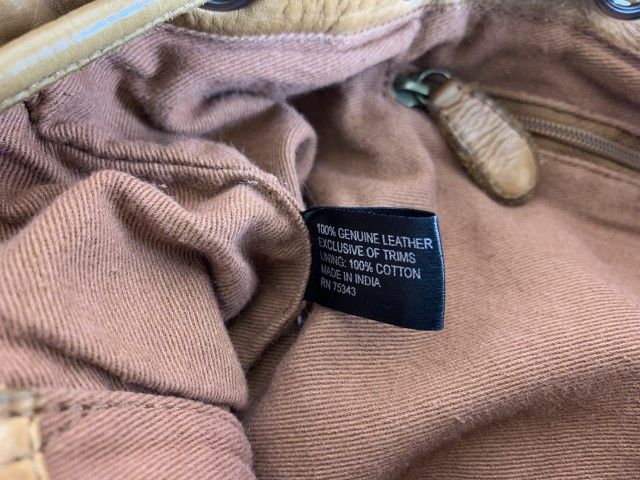 100% GENUINE LEATHER
EXCLUSIVE OF TRIMS
LINING: 100% COTTON
MADE IN INDIA
RN 75343